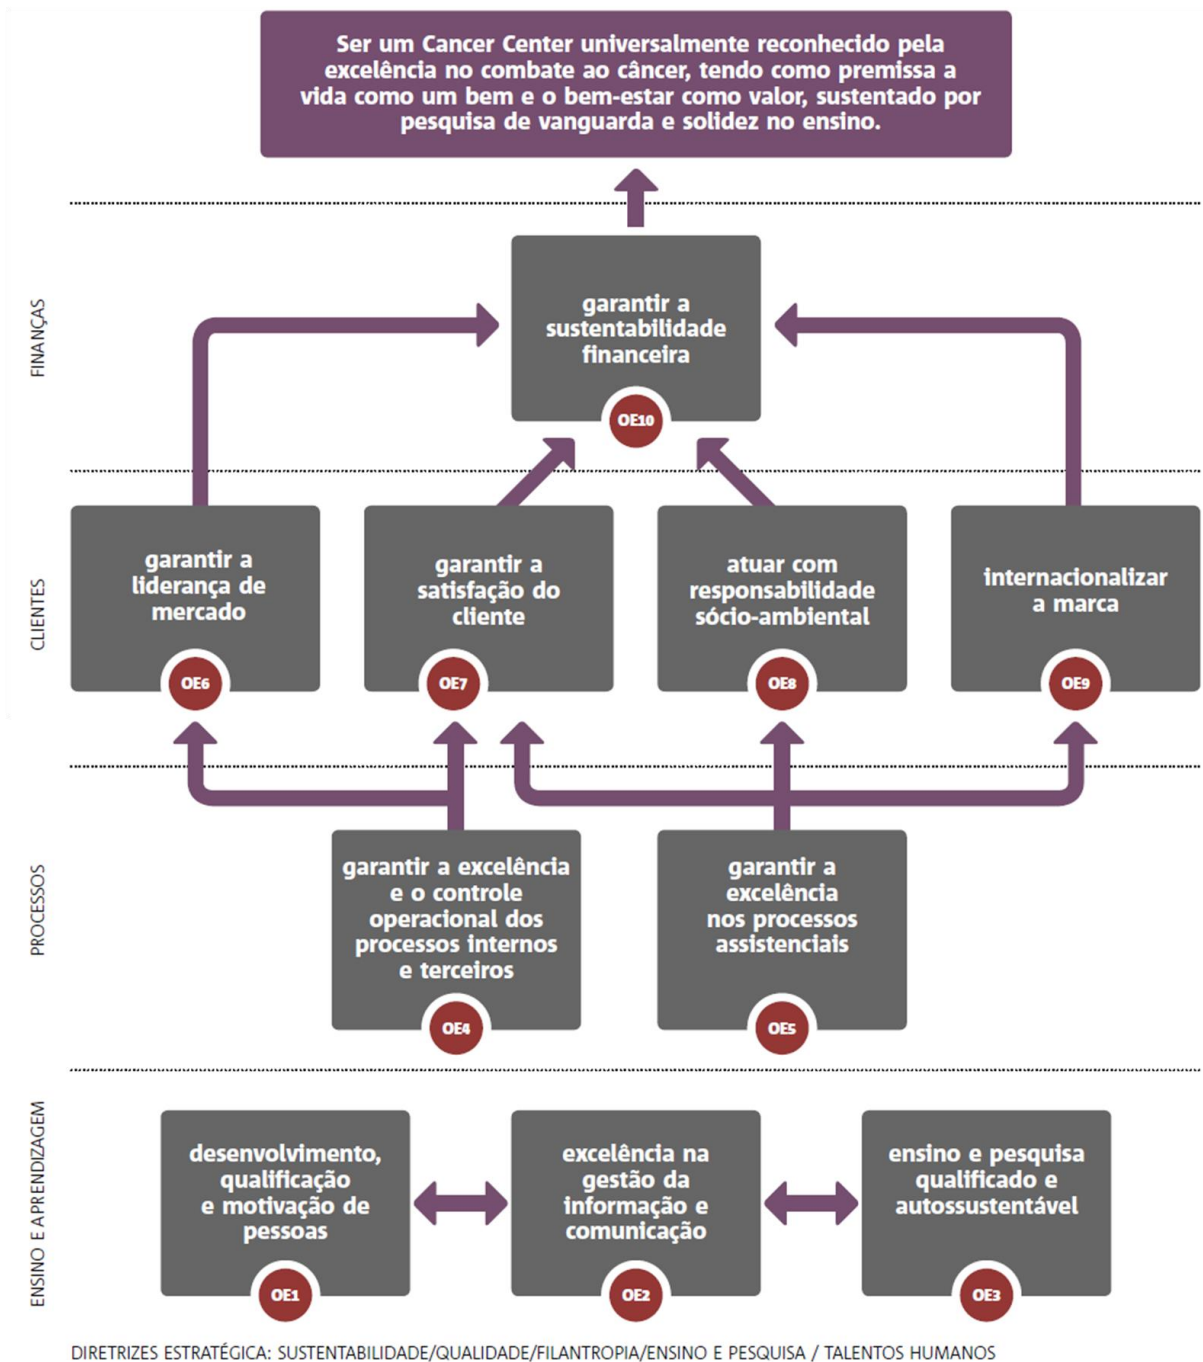 Ser um Cancer Center universalmente reconhecido pela
excelência no combate ao câncer, tendo como premissa a
vida como um bem e o bem-estar como valor, sustentado por
pesquisa de vanguarda e solidez no ensino.
FINANÇAS
garantir a
sustentabilidade
financeira
OE10
CLIENTES
garantir a
liderança de
mercado
OE6
garantir a
satisfação do
cliente
OE7
atuar com
responsabilidade
sócio-ambiental
OE8
internacionalizar
a marca
OE9
PROCESSOS
garantir a excelência
e o controle
operacional dos
processos internos
e terceiros
OE4
garantir a
excelência
nos processos
assistenciais
OE5
ENSINO E APRENDIZAGEM
desenvolvimento,
qualificação
e motivação de
pessoas
OE1
excelência na
gestão da
informação e
comunicação
OE2
ensino e pesquisa
qualificado e
autossustentável
OE3
DIRETRIZES ESTRATÉGICA: SUSTENTABILIDADE/QUALIDADE/FILANTROPIA/ENSINO E PESQUISA / TALENTOS HUMANOS